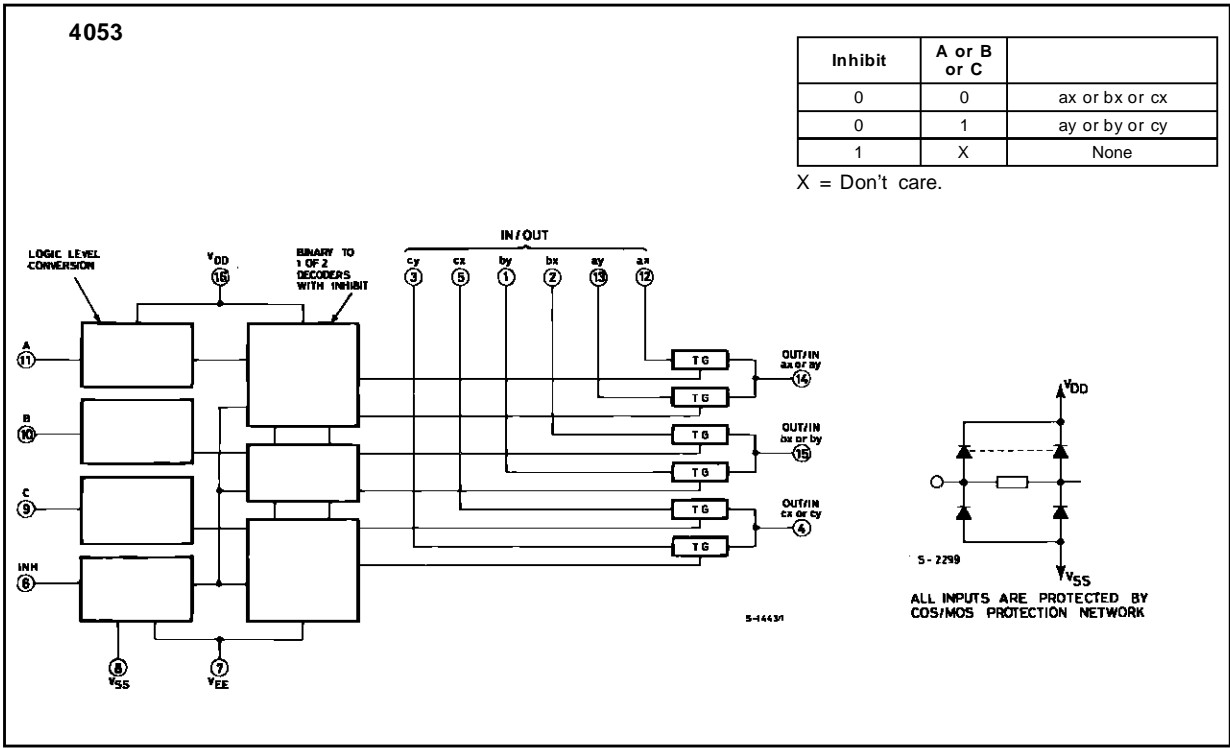 4053
Inhibit A or B or C
0 0 ax or bx or cx
0 1 ay or by or cy
1 X None
X = Don't care.
IN/OUT
LOGIC LEVEL
CONVERSION
VDD
16
BINARY TO
1 OF 2
DECODERS
WITH INHIBIT
cy cx by bx ay ax
3 5 1 2 13 12
A
11
TG
OUT/IN
ax or ay
14
TG
B
10
TG
OUT/IN
bx or by
15
TG
C
9
TG
OUT/IN
cx or cy
4
TG
INH
6
8
VSS
7
VEE
S-1443/1
VDD
S-2299
VSS
ALL INPUTS ARE PROTECTED BY
COS/MOS PROTECTION NETWORK